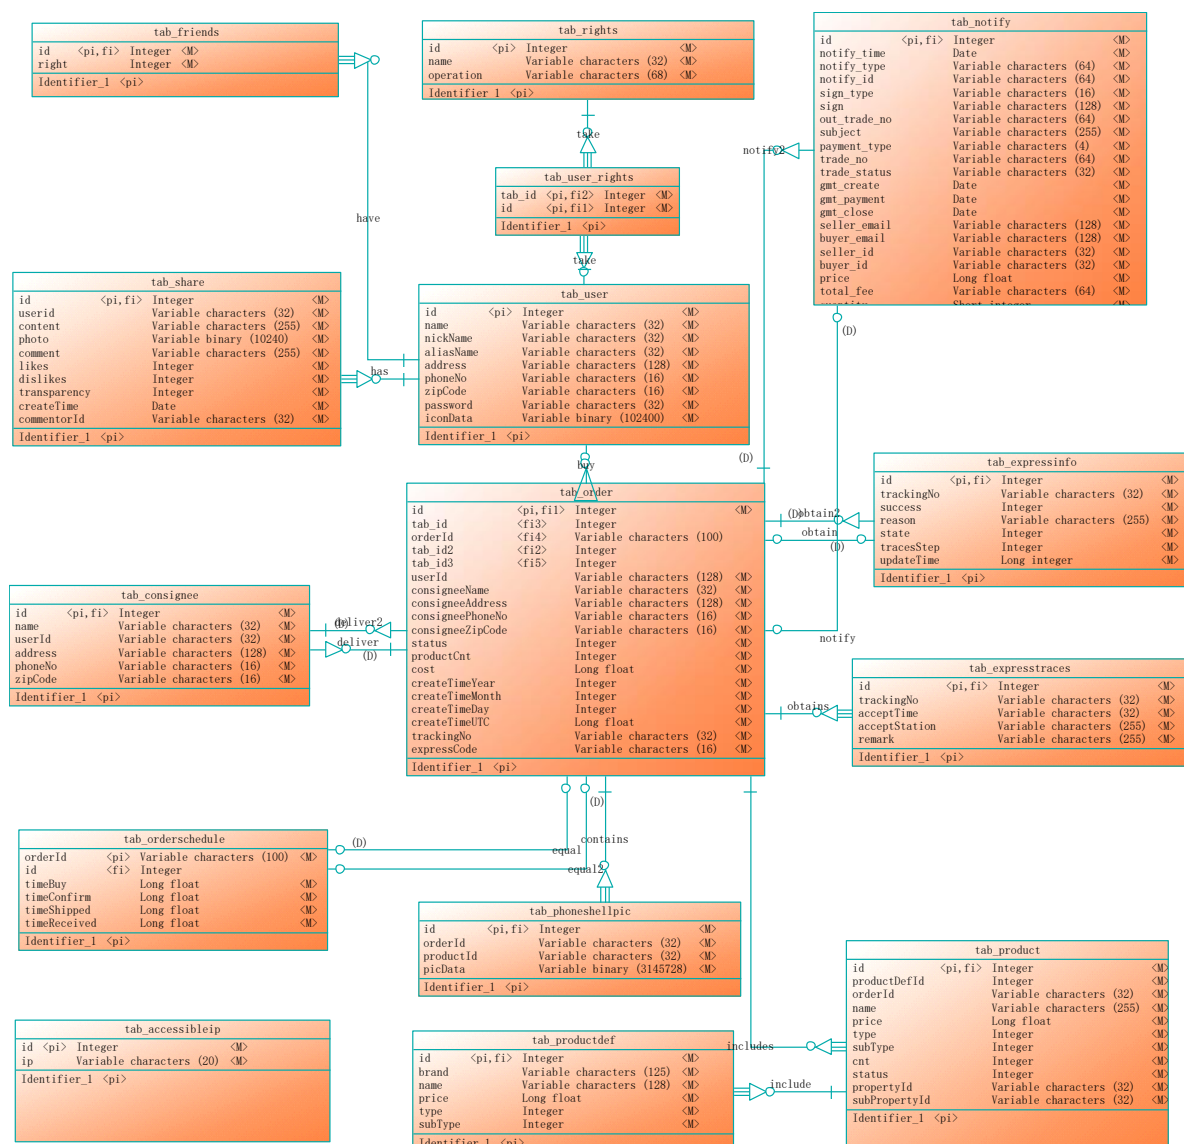 tab_friends
id <pi,fi> Integer <M>
right Integer <M>
Identifier_1 <pi>
tab_rights
id <pi> Integer <M>
name Variable characters (32) <M>
operation Variable characters (68) <M>
Identifier_1 <pi>
tab_notify
id <pi,fi> Integer <M>
notify_time Date <M>
notify_type Variable characters (64) <M>
notify_id Variable characters (64) <M>
sign_type Variable characters (16) <M>
sign Variable characters (128) <M>
out_trade_no Variable characters (64) <M>
subject Variable characters (255) <M>
payment_type Variable characters (4) <M>
trade_no Variable characters (64) <M>
trade_status Variable characters (32) <M>
gmt_create Date <M>
gmt_payment Date <M>
gmt_close Date <M>
seller_email Variable characters (128) <M>
buyer_email Variable characters (128) <M>
seller_id Variable characters (32) <M>
buyer_id Variable characters (32) <M>
price Long float <M>
total_fee Variable characters (64) <M>
quantity Short integer <M>
take
notify2
tab_user_rights
tab_id <pi,fi2> Integer <M>
id <pi,fi1> Integer <M>
Identifier_1 <pi>
have
take
tab_share
id <pi,fi> Integer <M>
userid Variable characters (32) <M>
content Variable characters (255) <M>
photo Variable binary (10240) <M>
comment Variable characters (255) <M>
likes Integer <M>
dislikes Integer <M>
transparency Integer <M>
createTime Date <M>
commentorId Variable characters (32) <M>
Identifier_1 <pi>
has
tab_user
id <pi> Integer <M>
name Variable characters (32) <M>
nickName Variable characters (32) <M>
aliasName Variable characters (32) <M>
address Variable characters (128) <M>
phoneNo Variable characters (16) <M>
zipCode Variable characters (16) <M>
password Variable characters (32) <M>
iconData Variable binary (102400) <M>
Identifier_1 <pi>
(D)
(D)
buy
tab_order
id <pi,fi1> Integer <M>
tab_id <fi3> Integer
orderId <fi4> Variable characters (100)
tab_id2 <fi2> Integer
tab_id3 <fi5> Integer
userId Variable characters (128) <M>
consigneeName Variable characters (32) <M>
consigneeAddress Variable characters (128) <M>
consigneePhoneNo Variable characters (16) <M>
consigneeZipCode Variable characters (16) <M>
status Integer <M>
productCnt Integer <M>
cost Long float <M>
createTimeYear Integer <M>
createTimeMonth Integer <M>
createTimeDay Integer <M>
createTimeUTC Long float <M>
trackingNo Variable characters (32) <M>
expressCode Variable characters (16) <M>
Identifier_1 <pi>
(D)
obtain2
obtain
(D)
notify
obtains
tab_expressinfo
id <pi,fi> Integer <M>
trackingNo Variable characters (32) <M>
success Integer <M>
reason Variable characters (255) <M>
state Integer <M>
tracesStep Integer <M>
updateTime Long integer <M>
Identifier_1 <pi>
tab_consignee
id <pi,fi> Integer <M>
name Variable characters (32) <M>
userId Variable characters (32) <M>
address Variable characters (128) <M>
phoneNo Variable characters (16) <M>
zipCode Variable characters (16) <M>
Identifier_1 <pi>
(D)
deliver2
deliver
(D)
tab_expresstraces
id <pi,fi> Integer <M>
trackingNo Variable characters (32) <M>
acceptTime Variable characters (32) <M>
acceptStation Variable characters (255) <M>
remark Variable characters (255) <M>
Identifier_1 <pi>
(D)
tab_orderschedule
orderId <pi> Variable characters (100) <M>
id <fi> Integer
timeBuy Long float <M>
timeConfirm Long float <M>
timeShipped Long float <M>
timeReceived Long float <M>
Identifier_1 <pi>
(D)
contains
equal
equal2
tab_phoneshellpic
id <pi,fi> Integer <M>
orderId Variable characters (32) <M>
productId Variable characters (32) <M>
picData Variable binary (3145728) <M>
Identifier_1 <pi>
tab_product
id <pi,fi> Integer <M>
productDefId Integer <M>
orderId Variable characters (32) <M>
name Variable characters (255) <M>
price Long float <M>
type Integer <M>
subType Integer <M>
cnt Integer <M>
status Integer <M>
propertyId Variable characters (32) <M>
subPropertyId Variable characters (32) <M>
Identifier_1 <pi>
tab_accessibleip
id <pi> Integer <M>
ip Variable characters (20) <M>
Identifier_1 <pi>
tab_productdef
id <pi,fi> Integer <M>
brand Variable characters (125) <M>
name Variable characters (128) <M>
price Long float <M>
type Integer <M>
subType Integer <M>
Identifier_1 <pi>
includes
include